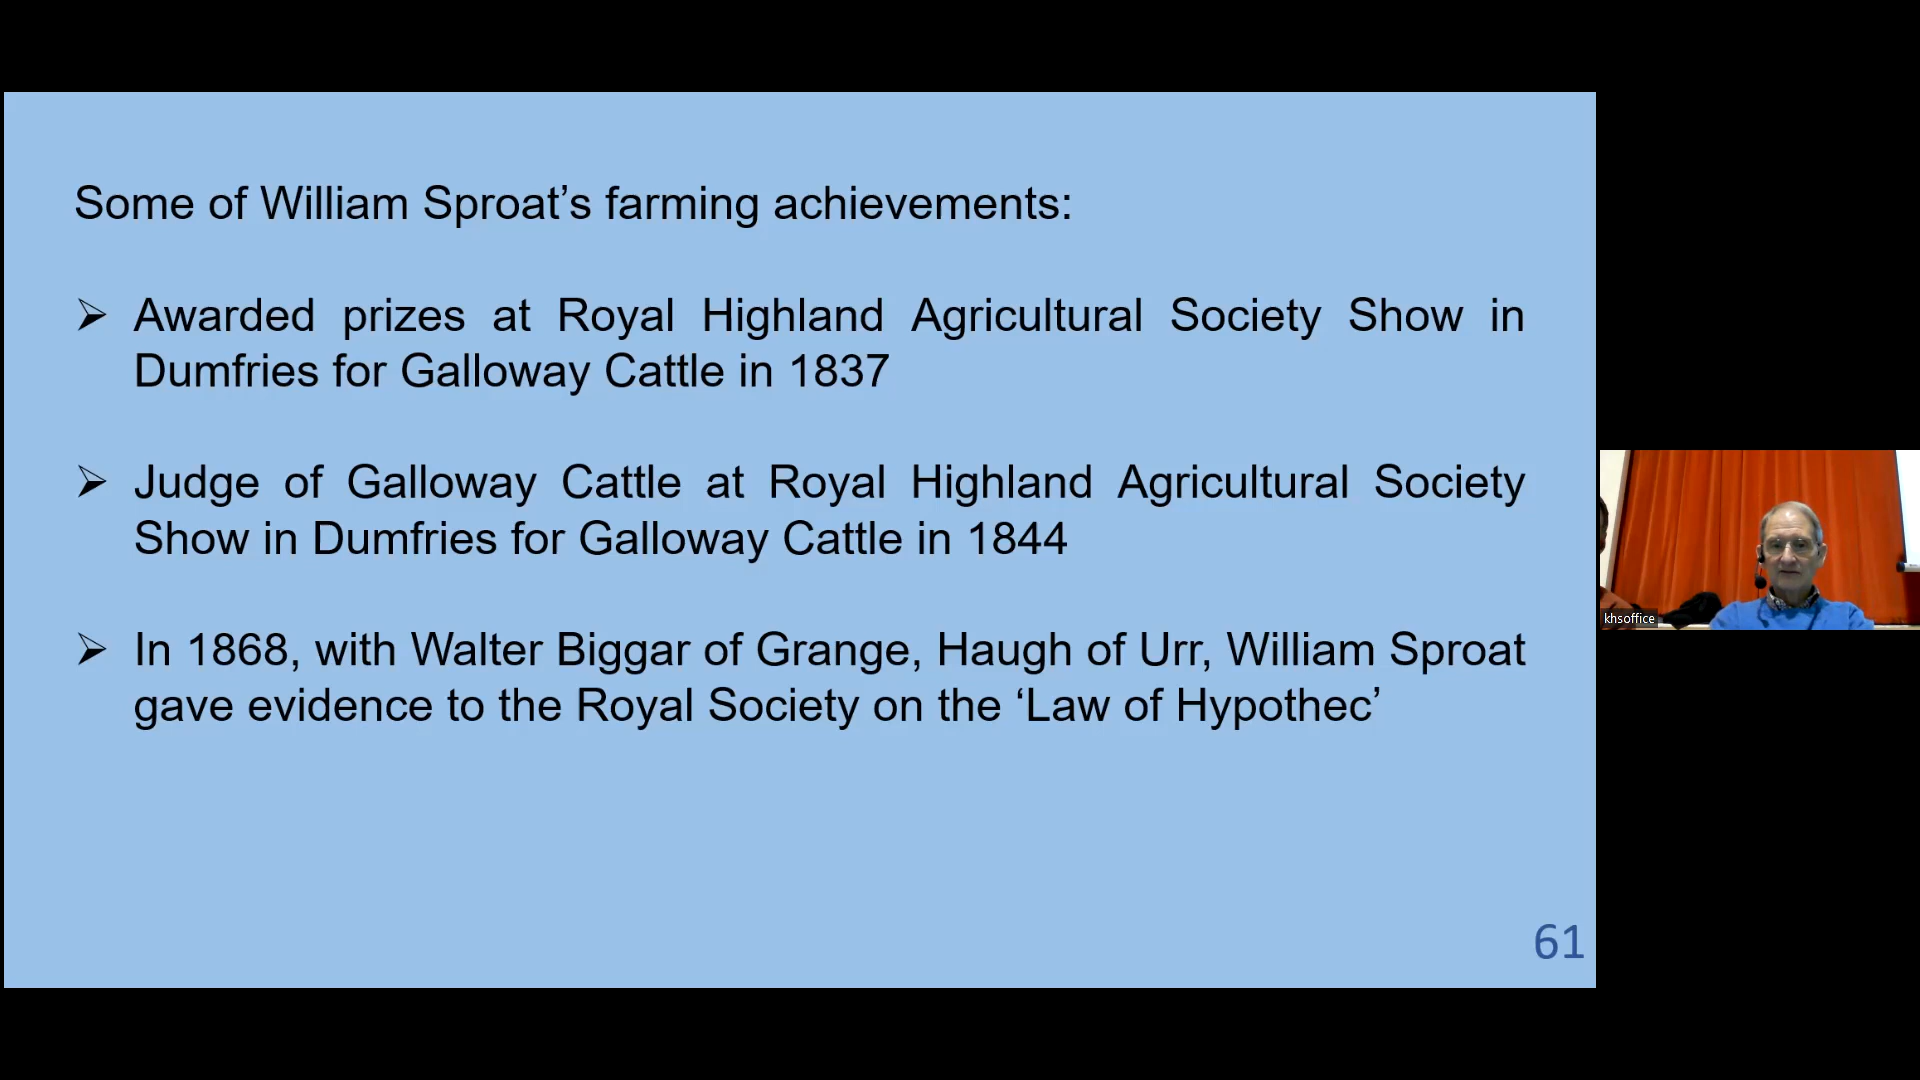 Some of William Sproat’s farming achievements:
➢ Awarded prizes at Royal Highland Agricultural Society Show in
Dumfries for Galloway Cattle in 1837
➢ Judge of Galloway Cattle at Royal Highland Agricultural Society
Show in Dumfries for Galloway Cattle in 1844
➢ In 1868, with Walter Biggar of Grange, Haugh of Urr, William Sproat
gave evidence to the Royal Society on the ‘Law of Hypothec’
61
khsoffice